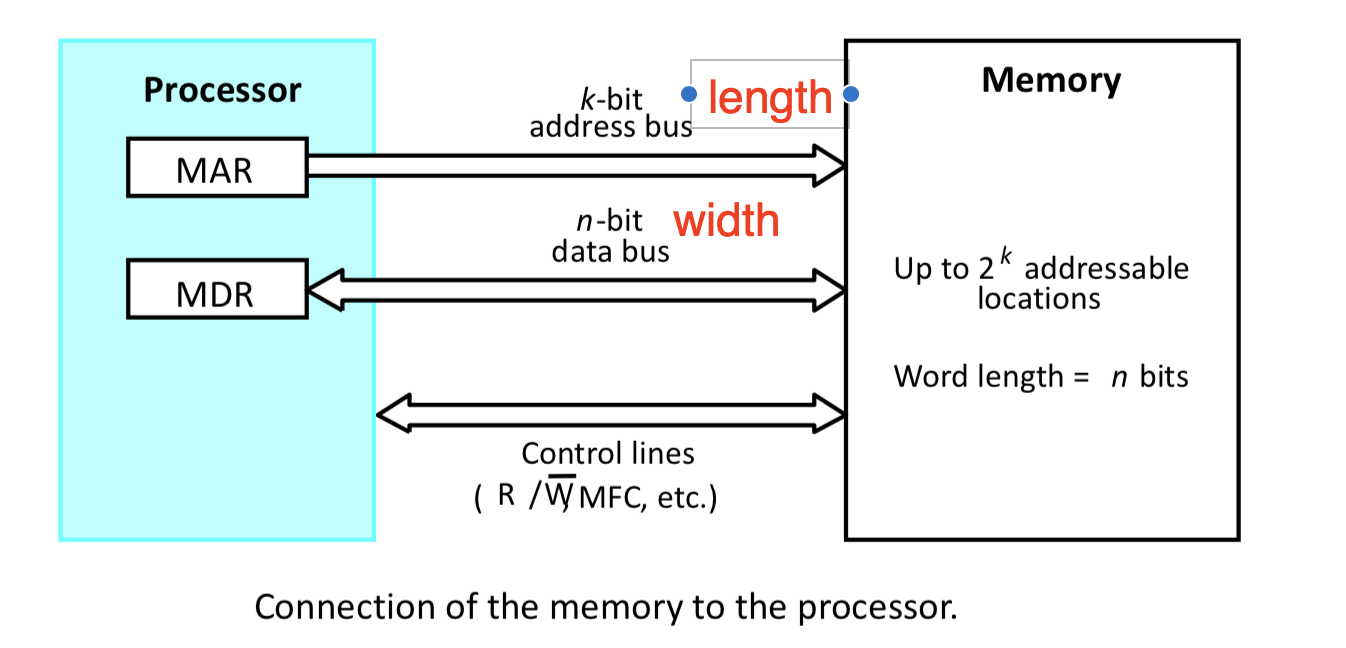 Processor
MAR
MDR
k-bit length
address bus
n-bit width
data bus
Control lines
( R / W̅, MFC, etc.)
Memory
Up to 2^k addressable
locations
Word length = n bits
Connection of the memory to the processor.